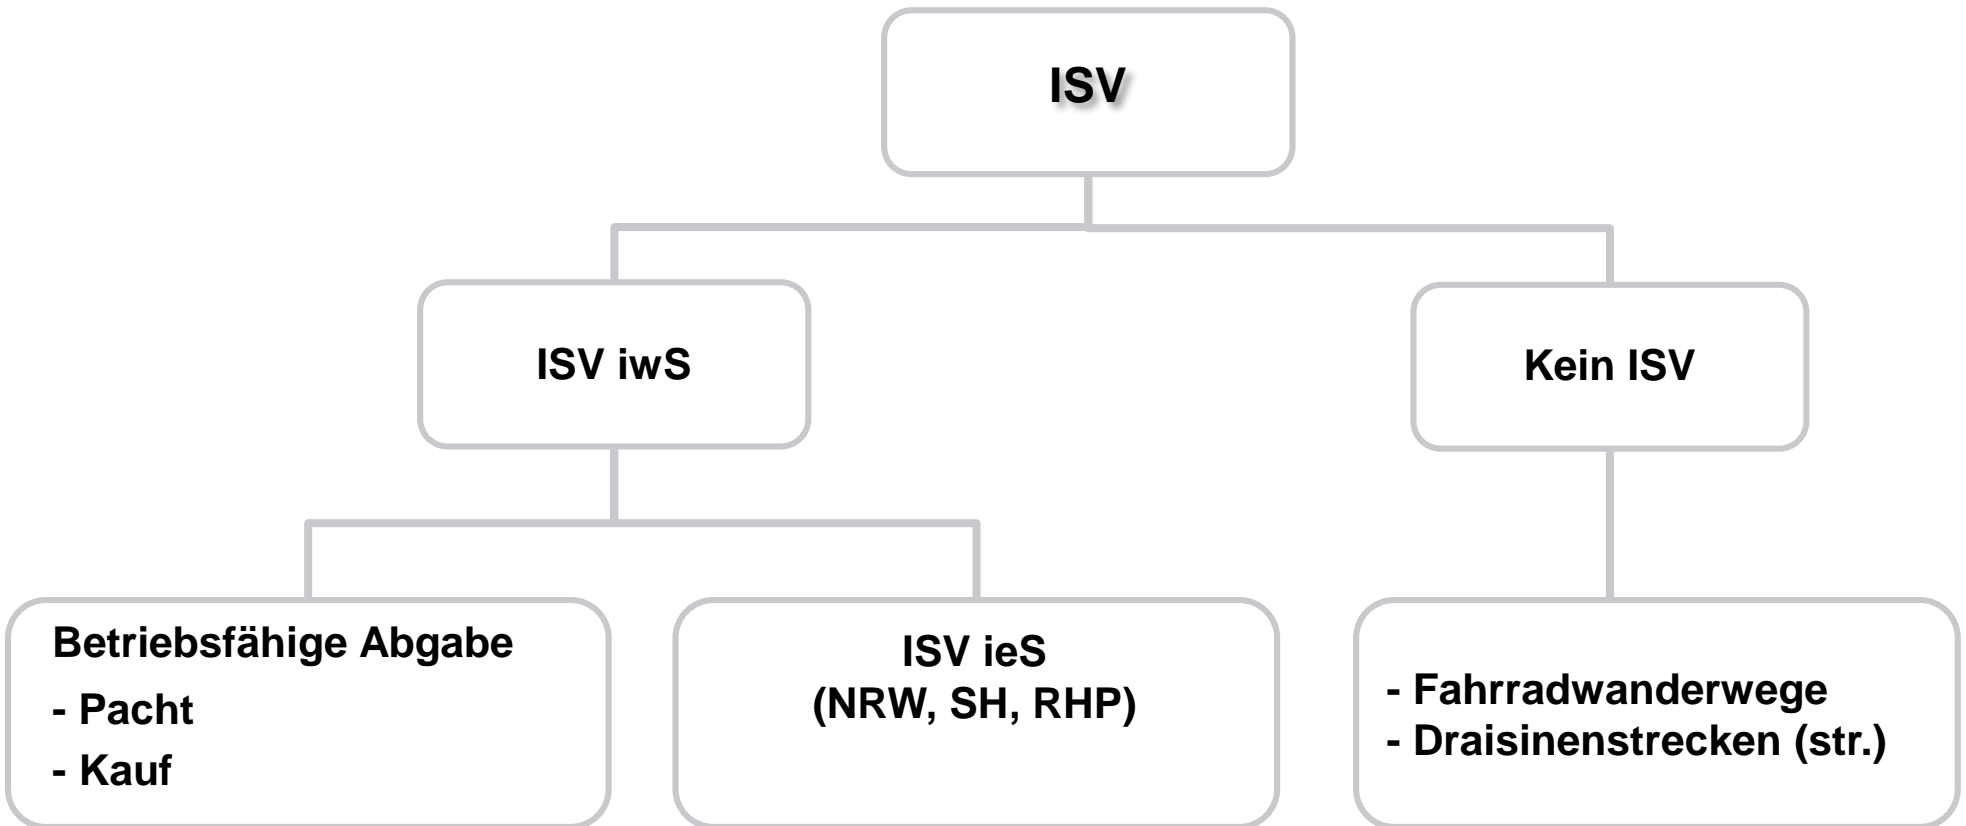 ISV
ISV iwS
Kein ISV
Betriebsfähige Abgabe
- Pacht
- Kauf
ISV ieS
(NRW, SH, RHP)
- Fahrradwanderwege
- Draisinenstrecken (str.)